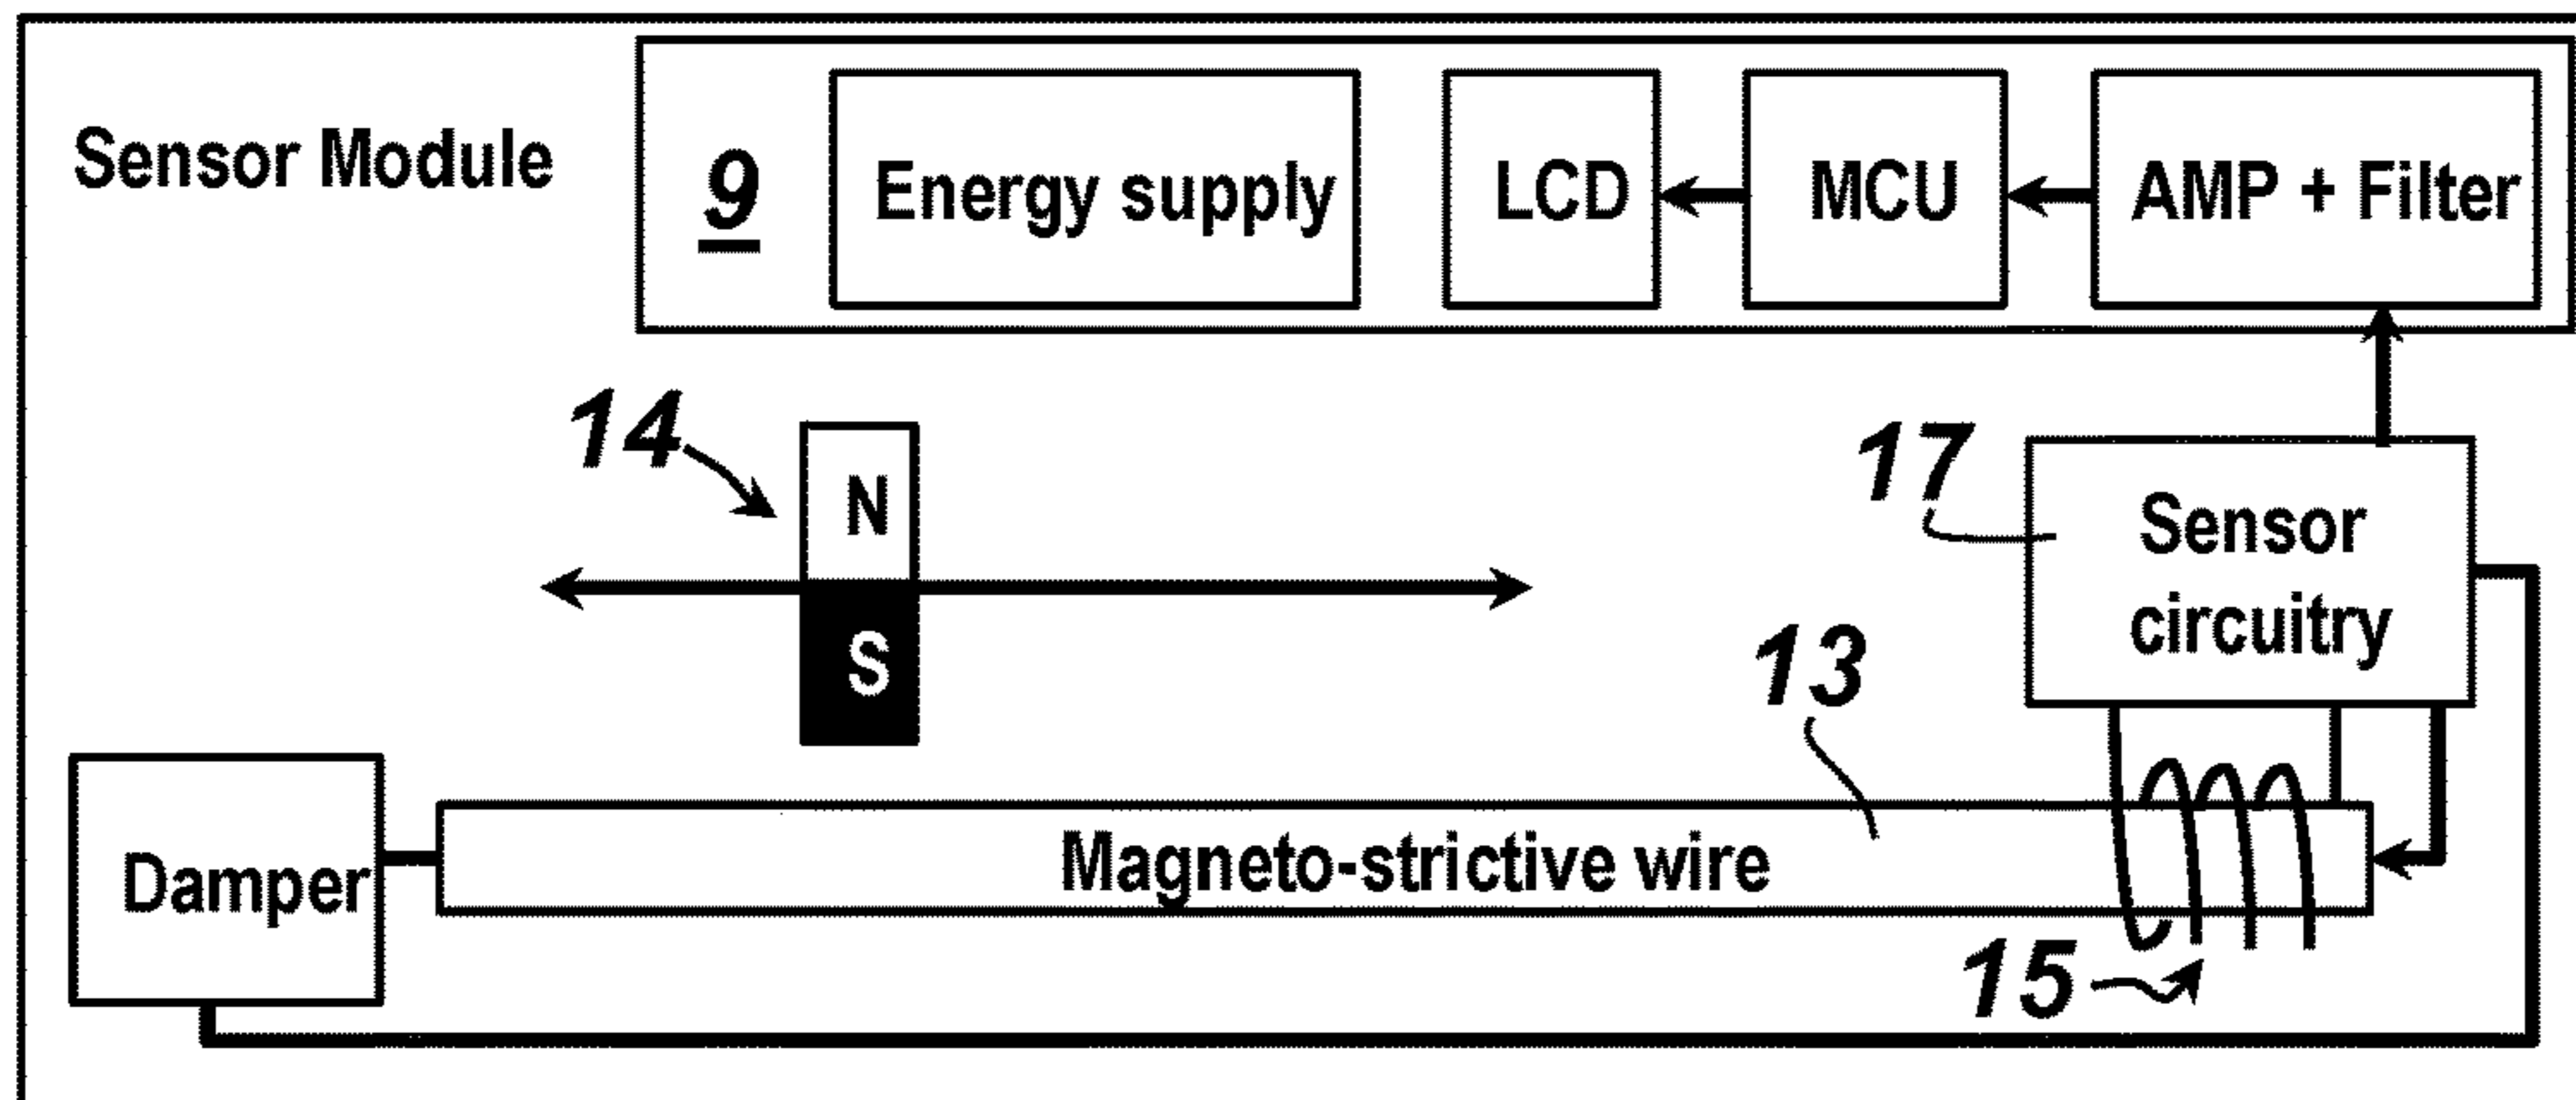 Sensor Module
9
Energy supply
LCD
MCU
AMP + Filter
14
N
S
17
Sensor
circuitry
13
Damper
Magneto-strictive wire
15